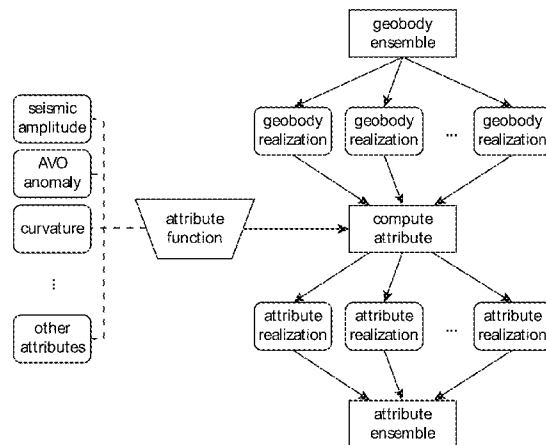 geobody
ensemble
geobody
realization
geobody
realization
...
geobody
realization
seismic
amplitude
AVO
anomaly
curvature
...
other
attributes
attribute
function
compute
attribute
attribute
realization
attribute
realization
...
attribute
realization
attribute
ensemble